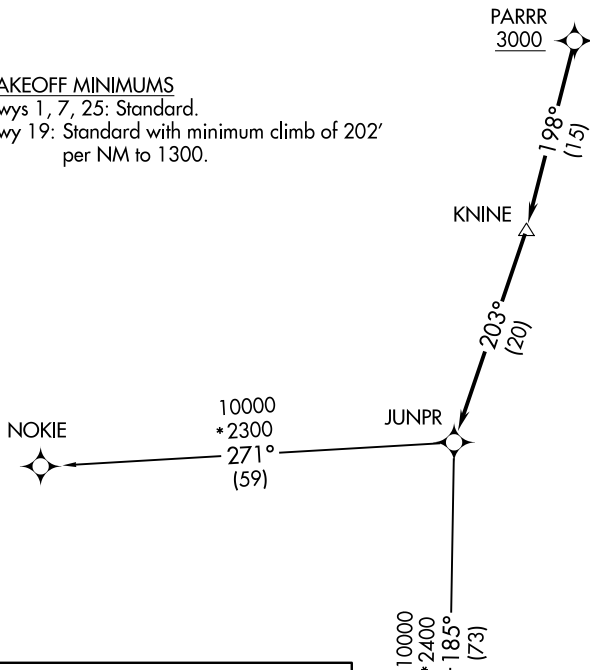 PARRR
3000
AKEOFF MINIMUMS
wys 1, 7, 25: Standard.
wy 19: Standard with minimum climb of 202'
per NM to 1300.
198°
(15)
KNINE
203°
(20)
JUNPR
NOKIE
10000
*2300
271°
(59)
10000
*2400
185°
(73)